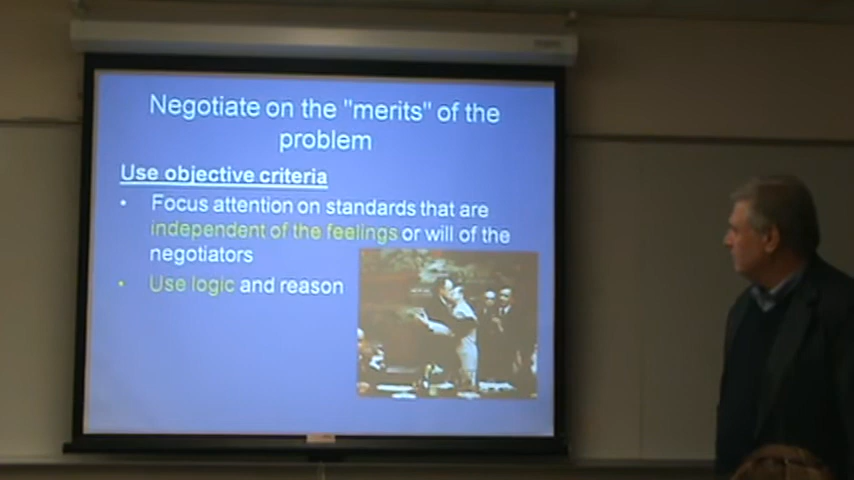 Negotiate on the "merits" of the
problem
Use objective criteria
• Focus attention on standards that are
independent of the feelings or will of the
negotiators
• Use logic and reason